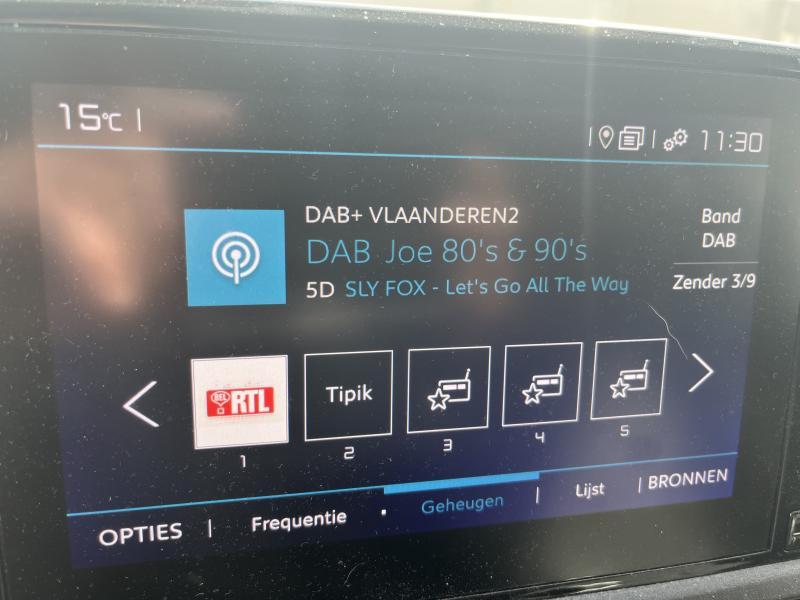 15°C
11:30
DAB+ VLAANDEREN2
DAB Joe 80's & 90's
5D SLY FOX - Let's Go All The Way
Band
DAB
Zender 3/9
BEL RTL
Tipik
1
2
3
4
5
OPTIES
Frequentie
Geheugen
Lijst
BRONNEN